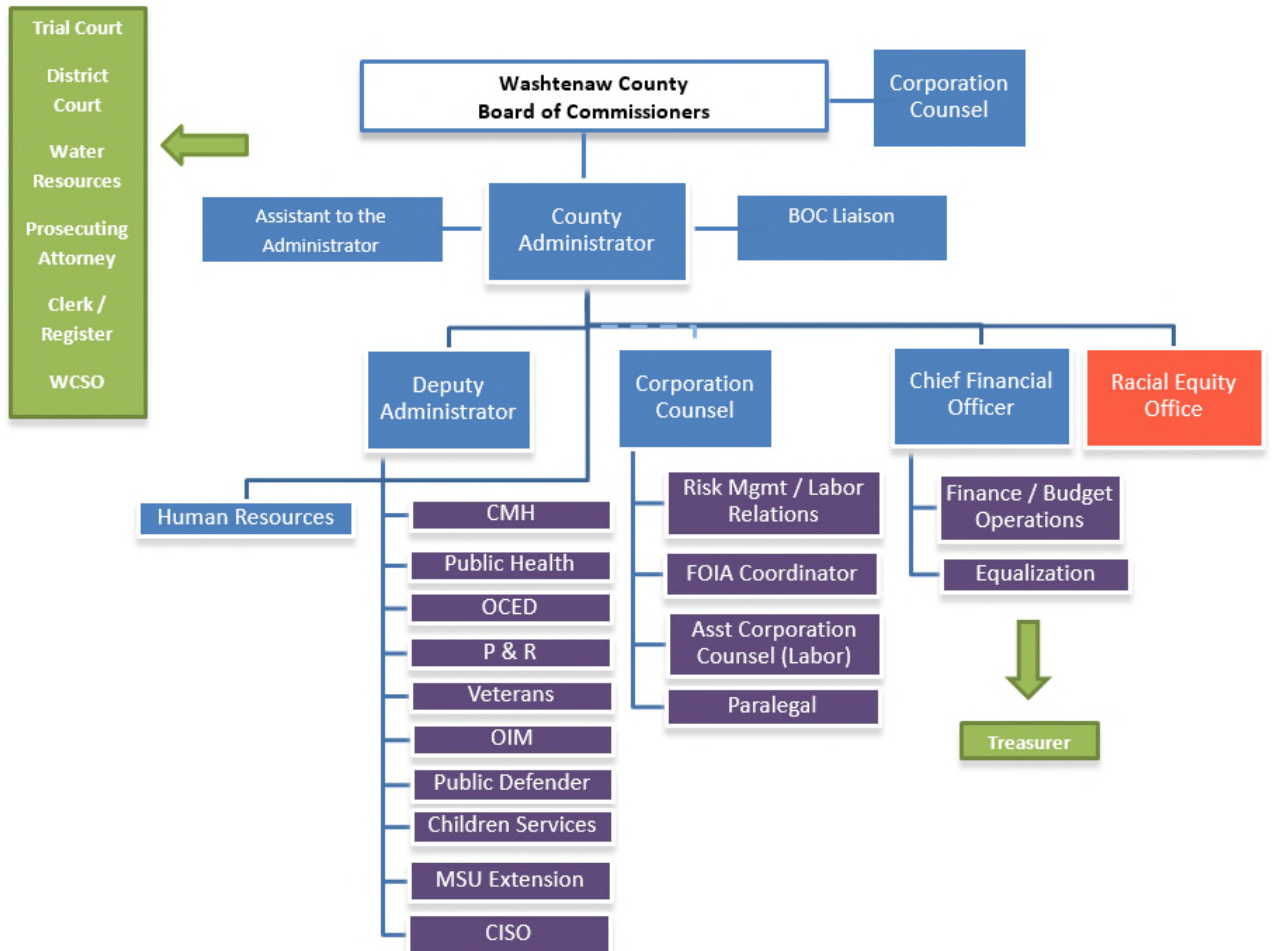 Trial Court
District
Court
Water
Resources
Prosecuting
Attorney
Clerk /
Register
WCSO
Washtenaw County
Board of Commissioners
Corporation
Counsel
Assistant to the
Administrator
County
Administrator
BOC Liaison
Deputy
Administrator
Corporation
Counsel
Chief Financial
Officer
Racial Equity
Office
Human Resources
CMH
Public Health
OCED
P & R
Veterans
OIM
Public Defender
Children Services
MSU Extension
CISO
Risk Mgmt / Labor
Relations
FOIA Coordinator
Asst Corporation
Counsel (Labor)
Paralegal
Finance / Budget
Operations
Equalization
Treasurer